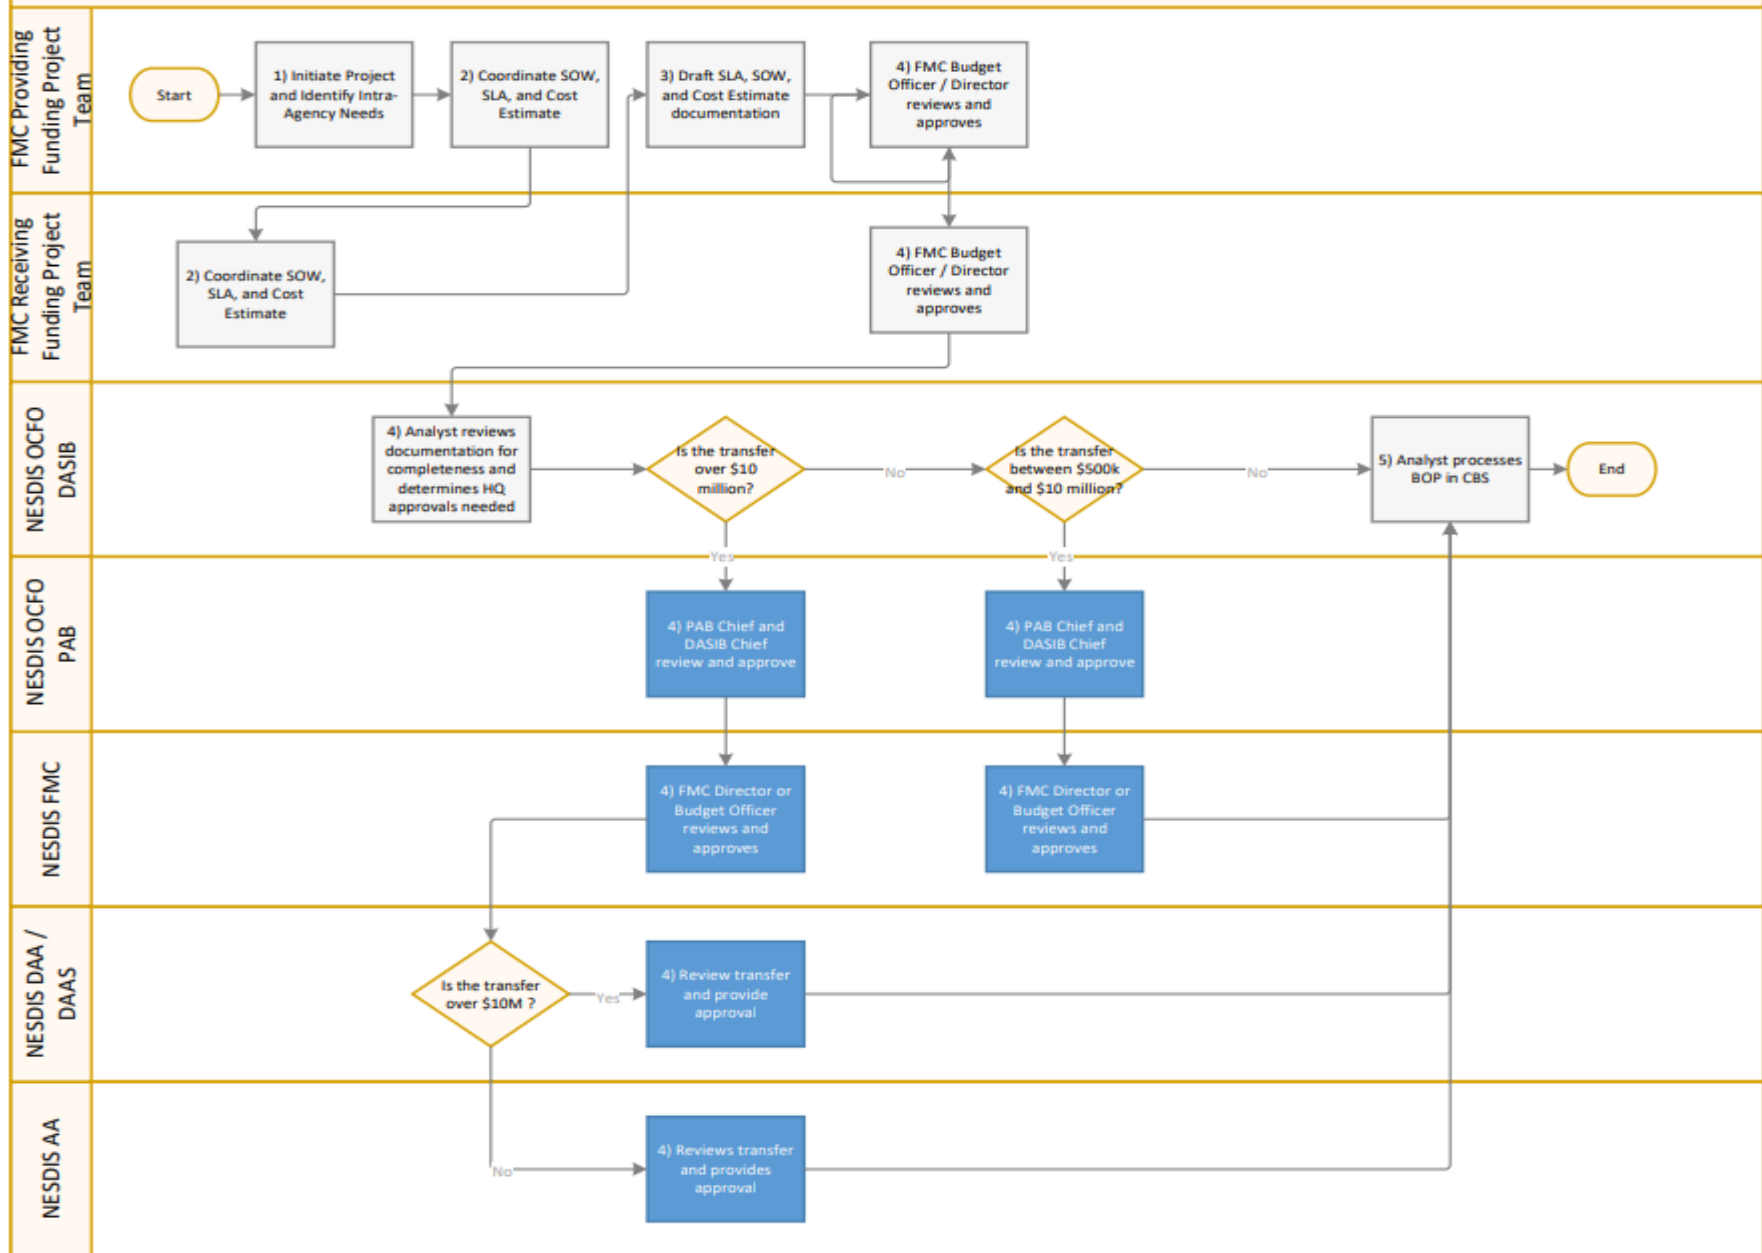 FMC Providing
Funding Project
Team
Start
1) Initiate Project
and Identify Intra-
Agency Needs
2) Coordinate SOW,
SLA, and Cost
Estimate
3) Draft SLA, SOW,
and Cost Estimate
documentation
4) FMC Budget
Officer / Director
reviews and
approves
FMC Receiving
Funding Project
Team
2) Coordinate SOW,
SLA, and Cost
Estimate
4) FMC Budget
Officer / Director
reviews and
approves
NESDIS OCFO
DASIB
4) Analyst reviews
documentation for
completeness and
determines HQ
approvals needed
Is the transfer
over $10
million?
No
Is the transfer
between $500k
and $10 million?
No
5) Analyst processes
BOP in CBS
End
Yes
Yes
NESDIS OCFO
PAB
4) PAB Chief and
DASIB Chief
review and approve
4) PAB Chief and
DASIB Chief
review and approve
NESDIS FMC
4) FMC Director or
Budget Officer
reviews and
approves
4) FMC Director or
Budget Officer
reviews and
approves
NESDIS DAA /
DAAS
Is the transfer
over $10M ?
Yes
4) Review transfer
and provide
approval
NESDIS AA
No
4) Reviews transfer
and provides
approval